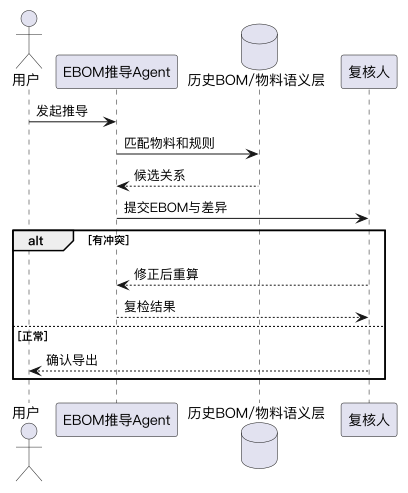 用户
EBOM推导Agent
历史BOM/物料语义层
复核人
发起推导
匹配物料和规则
候选关系
提交EBOM与差异
alt
[有冲突]
修正后重算
复检结果
[正常]
确认导出
用户
EBOM推导Agent
历史BOM/物料语义层
复核人